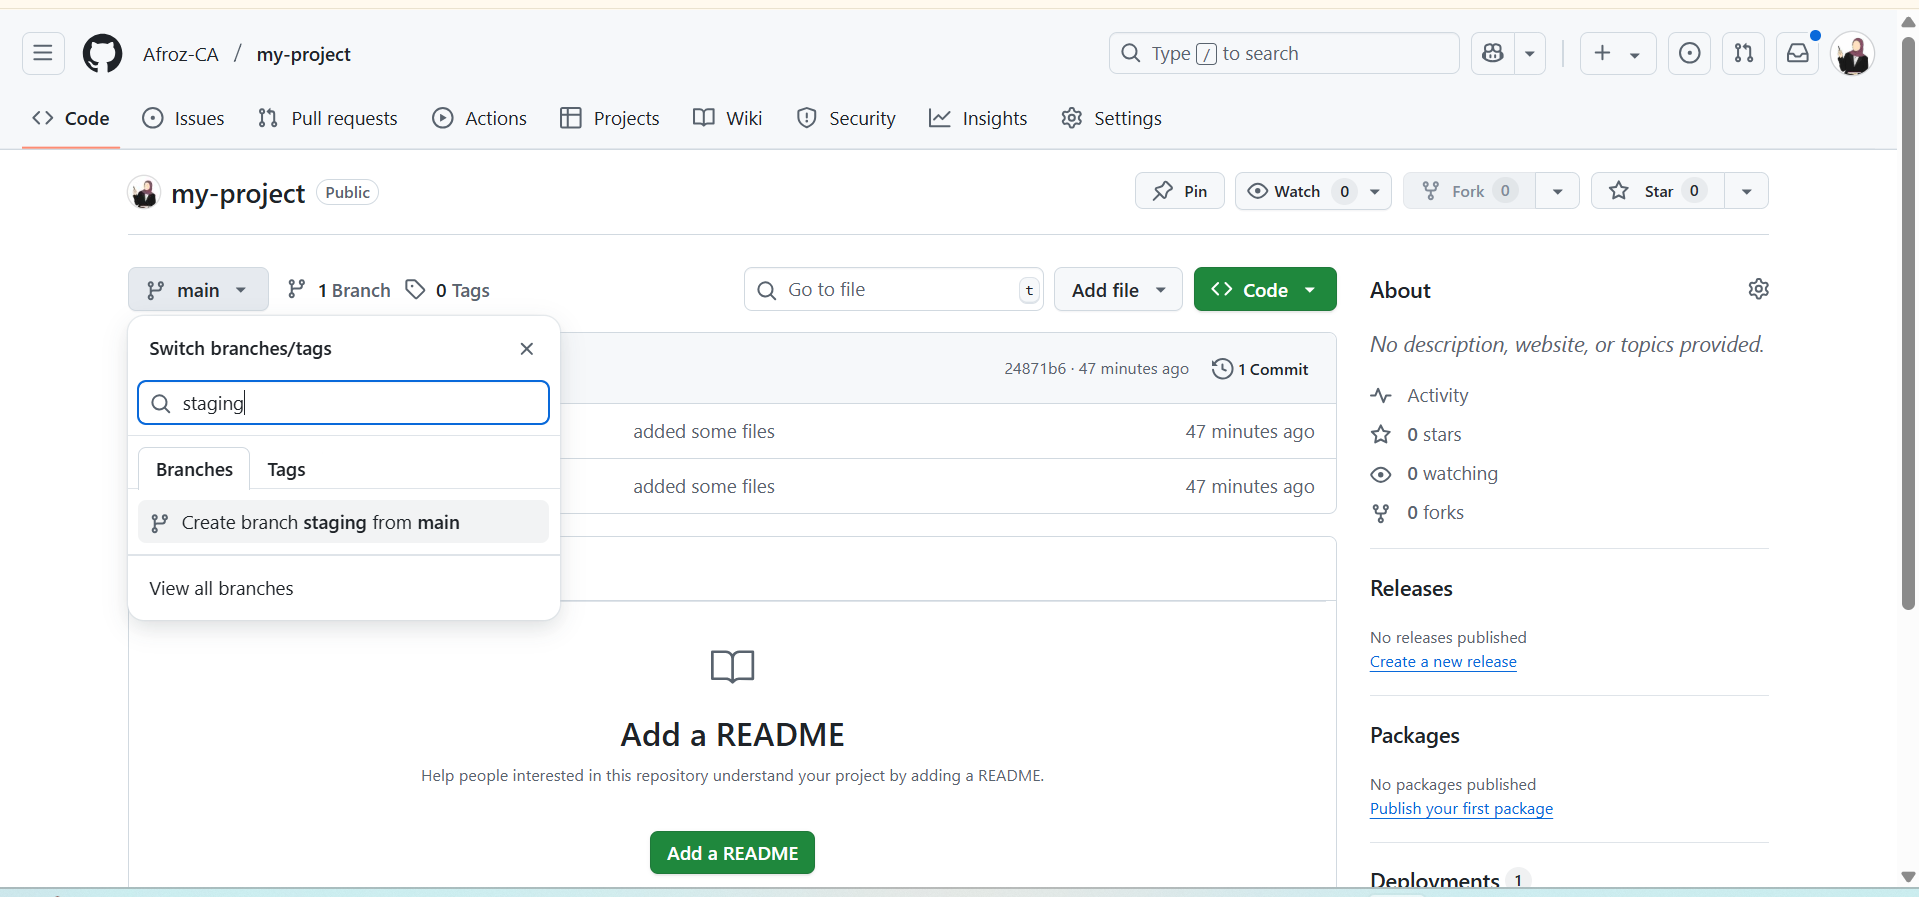 Afroz-CA / my-project
Type / to search
Code Issues Pull requests Actions Projects Wiki Security Insights Settings
my-project Public
Pin Watch 0 Fork 0 Star 0
main 1 Branch 0 Tags Go to file t Add file Code
Switch branches/tags
staging
Branches Tags
Create branch staging from main
View all branches
24871b6 · 47 minutes ago 1 Commit
added some files 47 minutes ago
added some files 47 minutes ago
Add a README
Help people interested in this repository understand your project by adding a README.
Add a README
About
No description, website, or topics provided.
Activity
0 stars
0 watching
0 forks
Releases
No releases published
Create a new release
Packages
No packages published
Publish your first package
Deployments 1